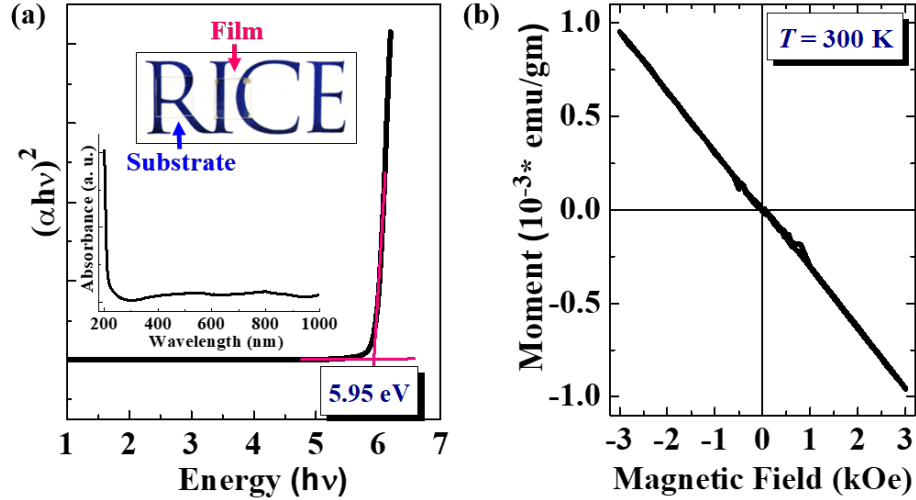 (a)
Film
RICE
Substrate
(αhν)²
Absorbance (a. u.)
200 400 600 800 1000
Wavelength (nm)
5.95 eV
1 2 3 4 5 6 7
Energy (hν)
(b)
T = 300 K
Moment (10⁻³* emu/gm)
1.0
0.5
0.0
-0.5
-1.0
-3 -2 -1 0 1 2 3
Magnetic Field (kOe)